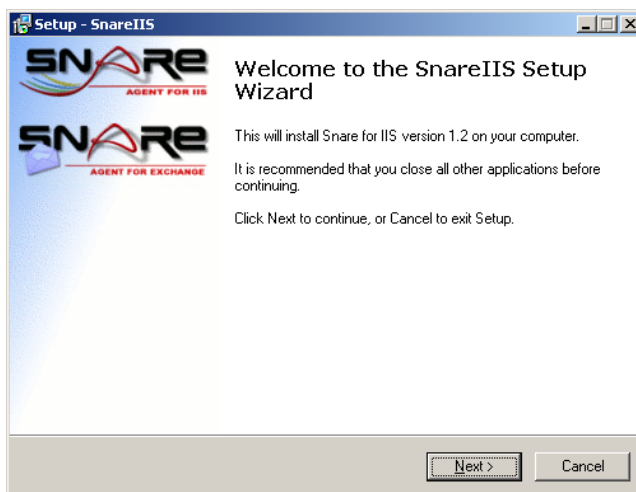 Setup - SnareIIS
SNARE
AGENT FOR IIS
SNARE
AGENT FOR EXCHANGE
Welcome to the SnareIIS Setup
Wizard
This will install Snare for IIS version 1.2 on your computer.
It is recommended that you close all other applications before
continuing.
Click Next to continue, or Cancel to exit Setup.
Next >
Cancel